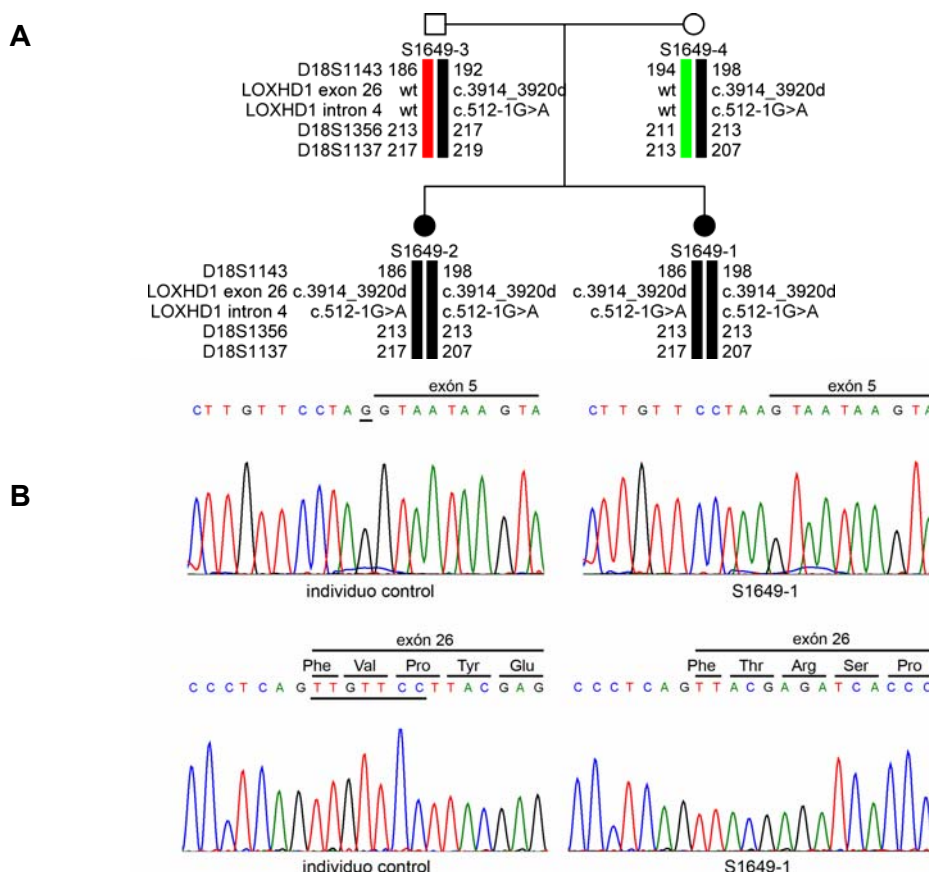 A
S1649-3 S1649-4
D18S1143 186 192 194 198
LOXHD1 exon 26 wt c.3914_3920d wt c.3914_3920d
LOXHD1 intron 4 wt c.512-1G>A wt c.512-1G>A
D18S1356 213 217 211 213
D18S1137 217 219 213 207
S1649-2 S1649-1
D18S1143 186 198 186 198
LOXHD1 exon 26 c.3914_3920d c.3914_3920d c.3914_3920d c.3914_3920d
LOXHD1 intron 4 c.512-1G>A c.512-1G>A c.512-1G>A c.512-1G>A
D18S1356 213 213 213 213
D18S1137 217 207 217 207
B
exón 5 exón 5
C T T G T T C C T A G G T A A T A A G T A C T T G T T C C T A A G T A A T A A G T A
individuo control S1649-1
exón 26 exón 26
Phe Val Pro Tyr Glu Phe Thr Arg Ser Pro
C C C T C A G T T G T T C C T T A C G A G C C C T C A G T T A C G A G A T C A C C C
individuo control S1649-1